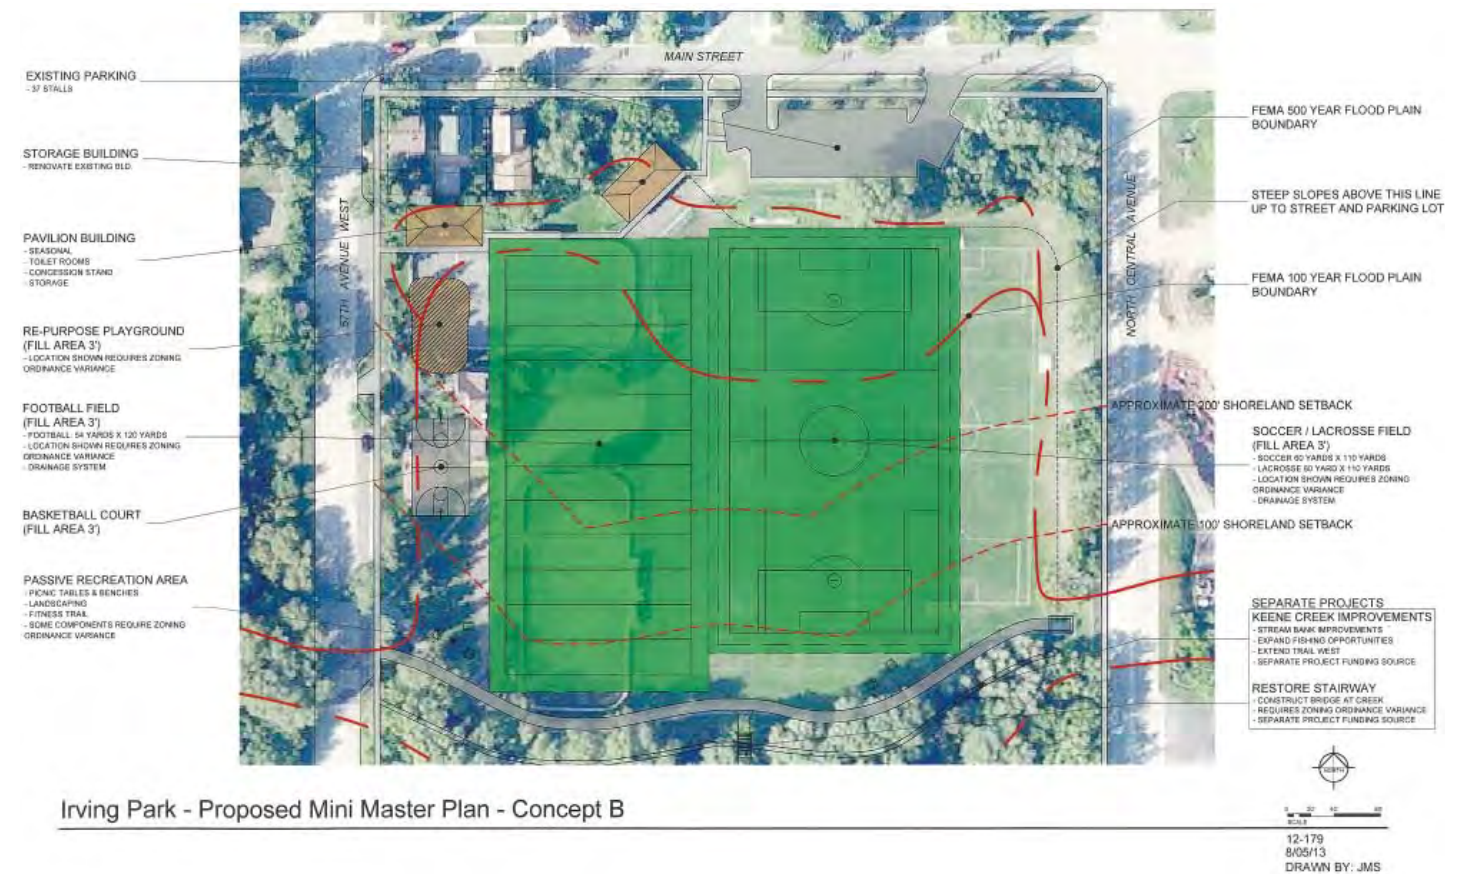 MAIN STREET
57TH AVENUE WEST
NORTH CENTRAL AVENUE
EXISTING PARKING
- 37 STALLS
STORAGE BUILDING
- RENOVATE EXISTING BLD.
PAVILION BUILDING
- SEASONAL
- TOILET ROOMS
- CONCESSION STAND
- STORAGE
RE-PURPOSE PLAYGROUND
(FILL AREA 3')
- LOCATION SHOWN REQUIRES ZONING
ORDINANCE VARIANCE
FOOTBALL FIELD
(FILL AREA 3')
- FOOTBALL: 54 YARDS X 120 YARDS
- LOCATION SHOWN REQUIRES ZONING
ORDINANCE VARIANCE
- DRAINAGE SYSTEM
BASKETBALL COURT
(FILL AREA 3')
PASSIVE RECREATION AREA
- PICNIC TABLES & BENCHES
- LANDSCAPING
- FITNESS TRAIL
- SOME COMPONENTS REQUIRE ZONING
ORDINANCE VARIANCE
FEMA 500 YEAR FLOOD PLAIN
BOUNDARY
STEEP SLOPES ABOVE THIS LINE
UP TO STREET AND PARKING LOT
FEMA 100 YEAR FLOOD PLAIN
BOUNDARY
APPROXIMATE 200' SHORELAND SETBACK
SOCCER / LACROSSE FIELD
(FILL AREA 3')
- SOCCER 60 YARDS X 110 YARDS
- LACROSSE 60 YARD X 110 YARDS
- LOCATION SHOWN REQUIRES ZONING
ORDINANCE VARIANCE
- DRAINAGE SYSTEM
APPROXIMATE 100' SHORELAND SETBACK
SEPARATE PROJECTS
KEENE CREEK IMPROVEMENTS
- STREAM BANK IMPROVEMENTS
- EXPAND FISHING OPPORTUNITIES
- EXTEND TRAIL WEST
- SEPARATE PROJECT FUNDING SOURCE
RESTORE STAIRWAY
- CONSTRUCT BRIDGE AT CREEK
- REQUIRES ZONING ORDINANCE VARIANCE
- SEPARATE PROJECT FUNDING SOURCE
NORTH
SCALE
12-179
8/05/13
DRAWN BY: JMS
Irving Park - Proposed Mini Master Plan - Concept B